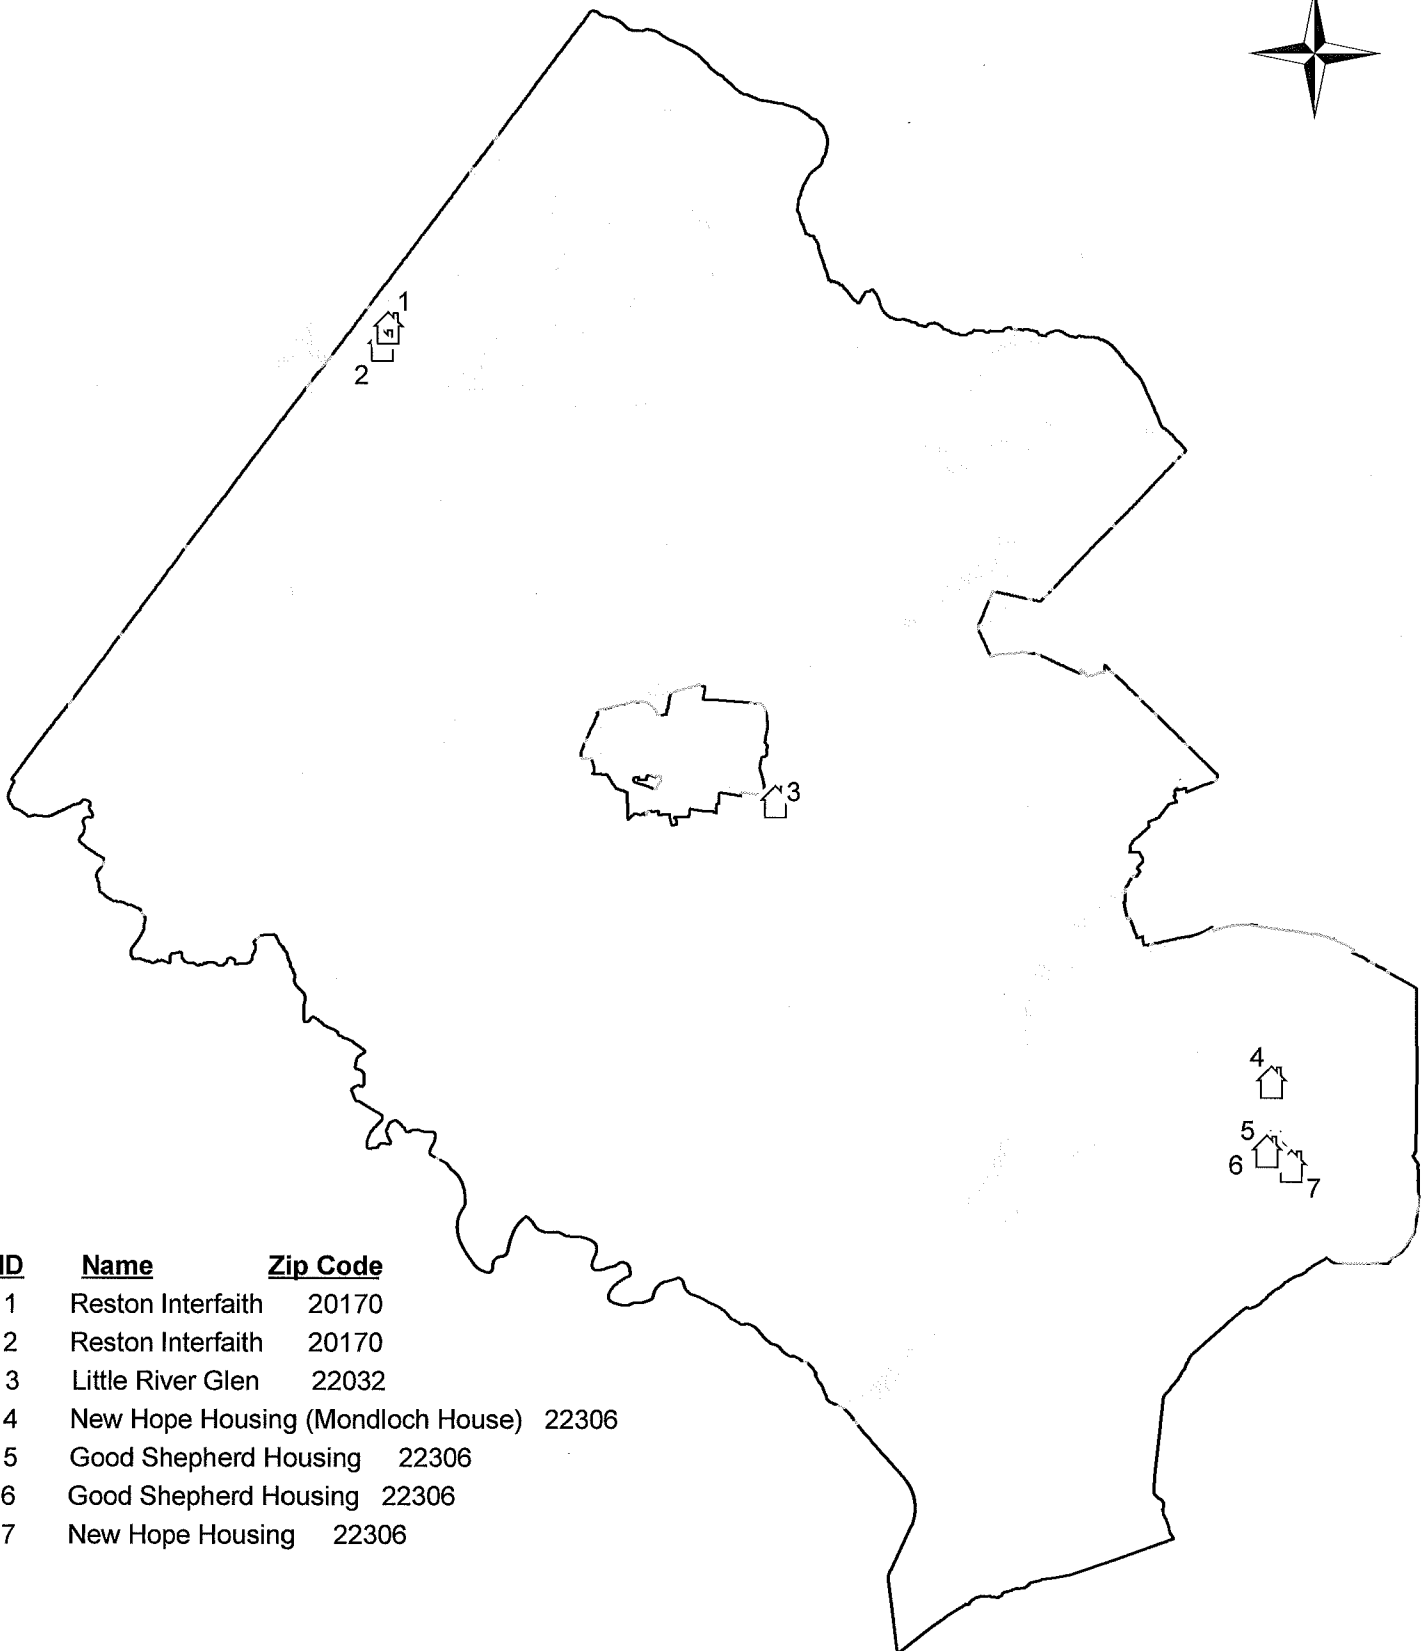 1
2
3
4
5
6
7
ID Name Zip Code
1 Reston Interfaith 20170
2 Reston Interfaith 20170
3 Little River Glen 22032
4 New Hope Housing (Mondloch House) 22306
5 Good Shepherd Housing 22306
6 Good Shepherd Housing 22306
7 New Hope Housing 22306